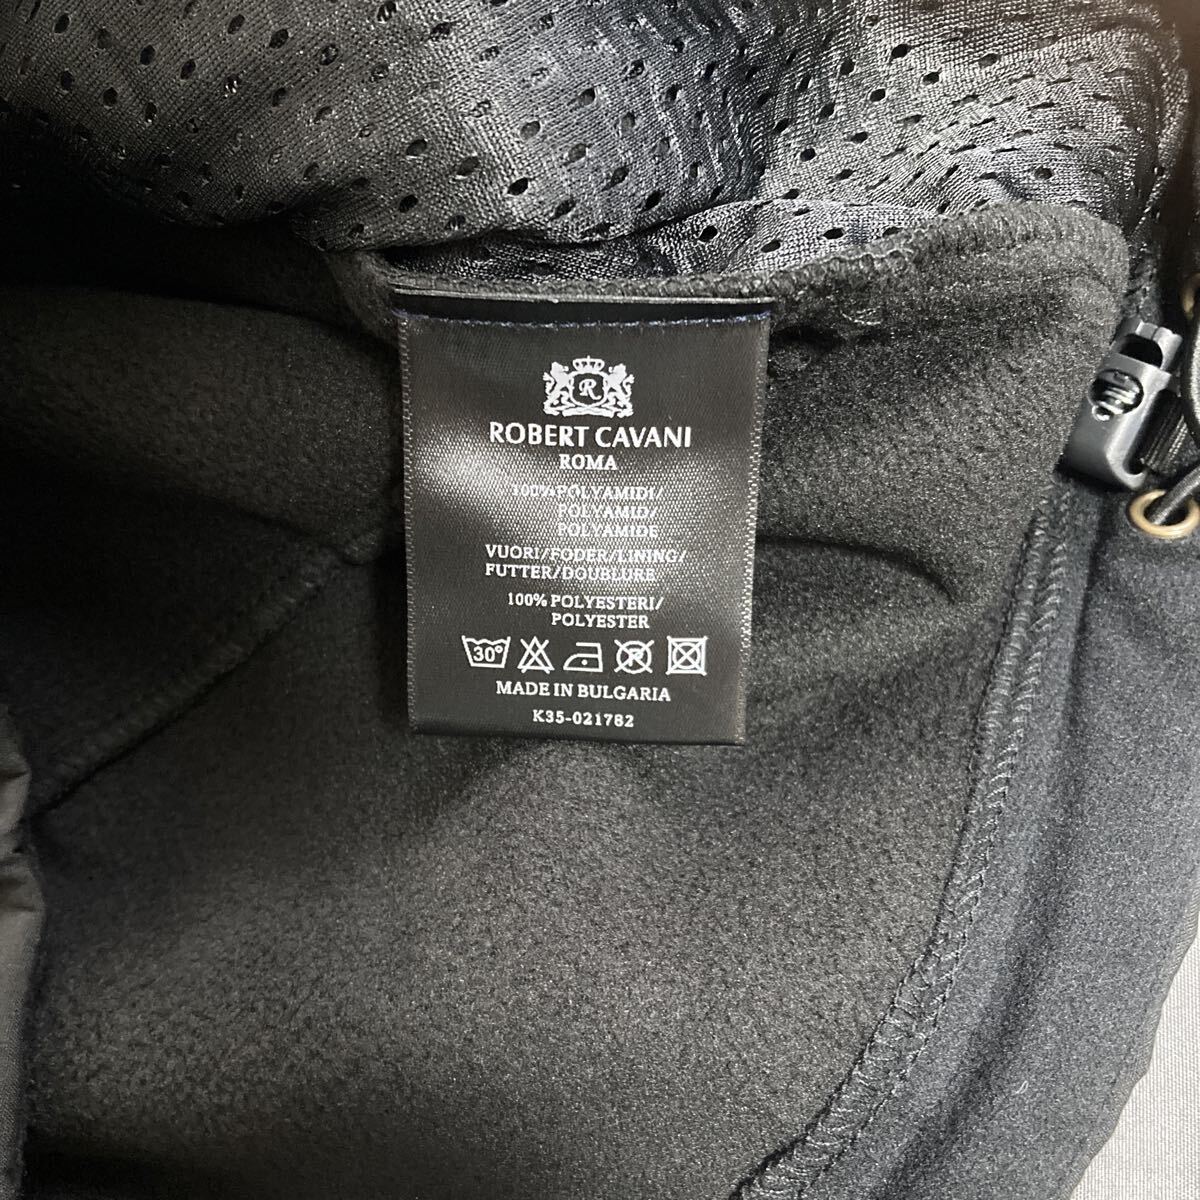 R
ROBERT CAVANI
ROMA
100% POLYAMIDI/
POLYAMID/
POLYAMIDE
VUORI/FODER/LINING/
FUTTER/DOUBLURE
100% POLYESTERI/
POLYESTER
30° P
MADE IN BULGARIA
K35-021782